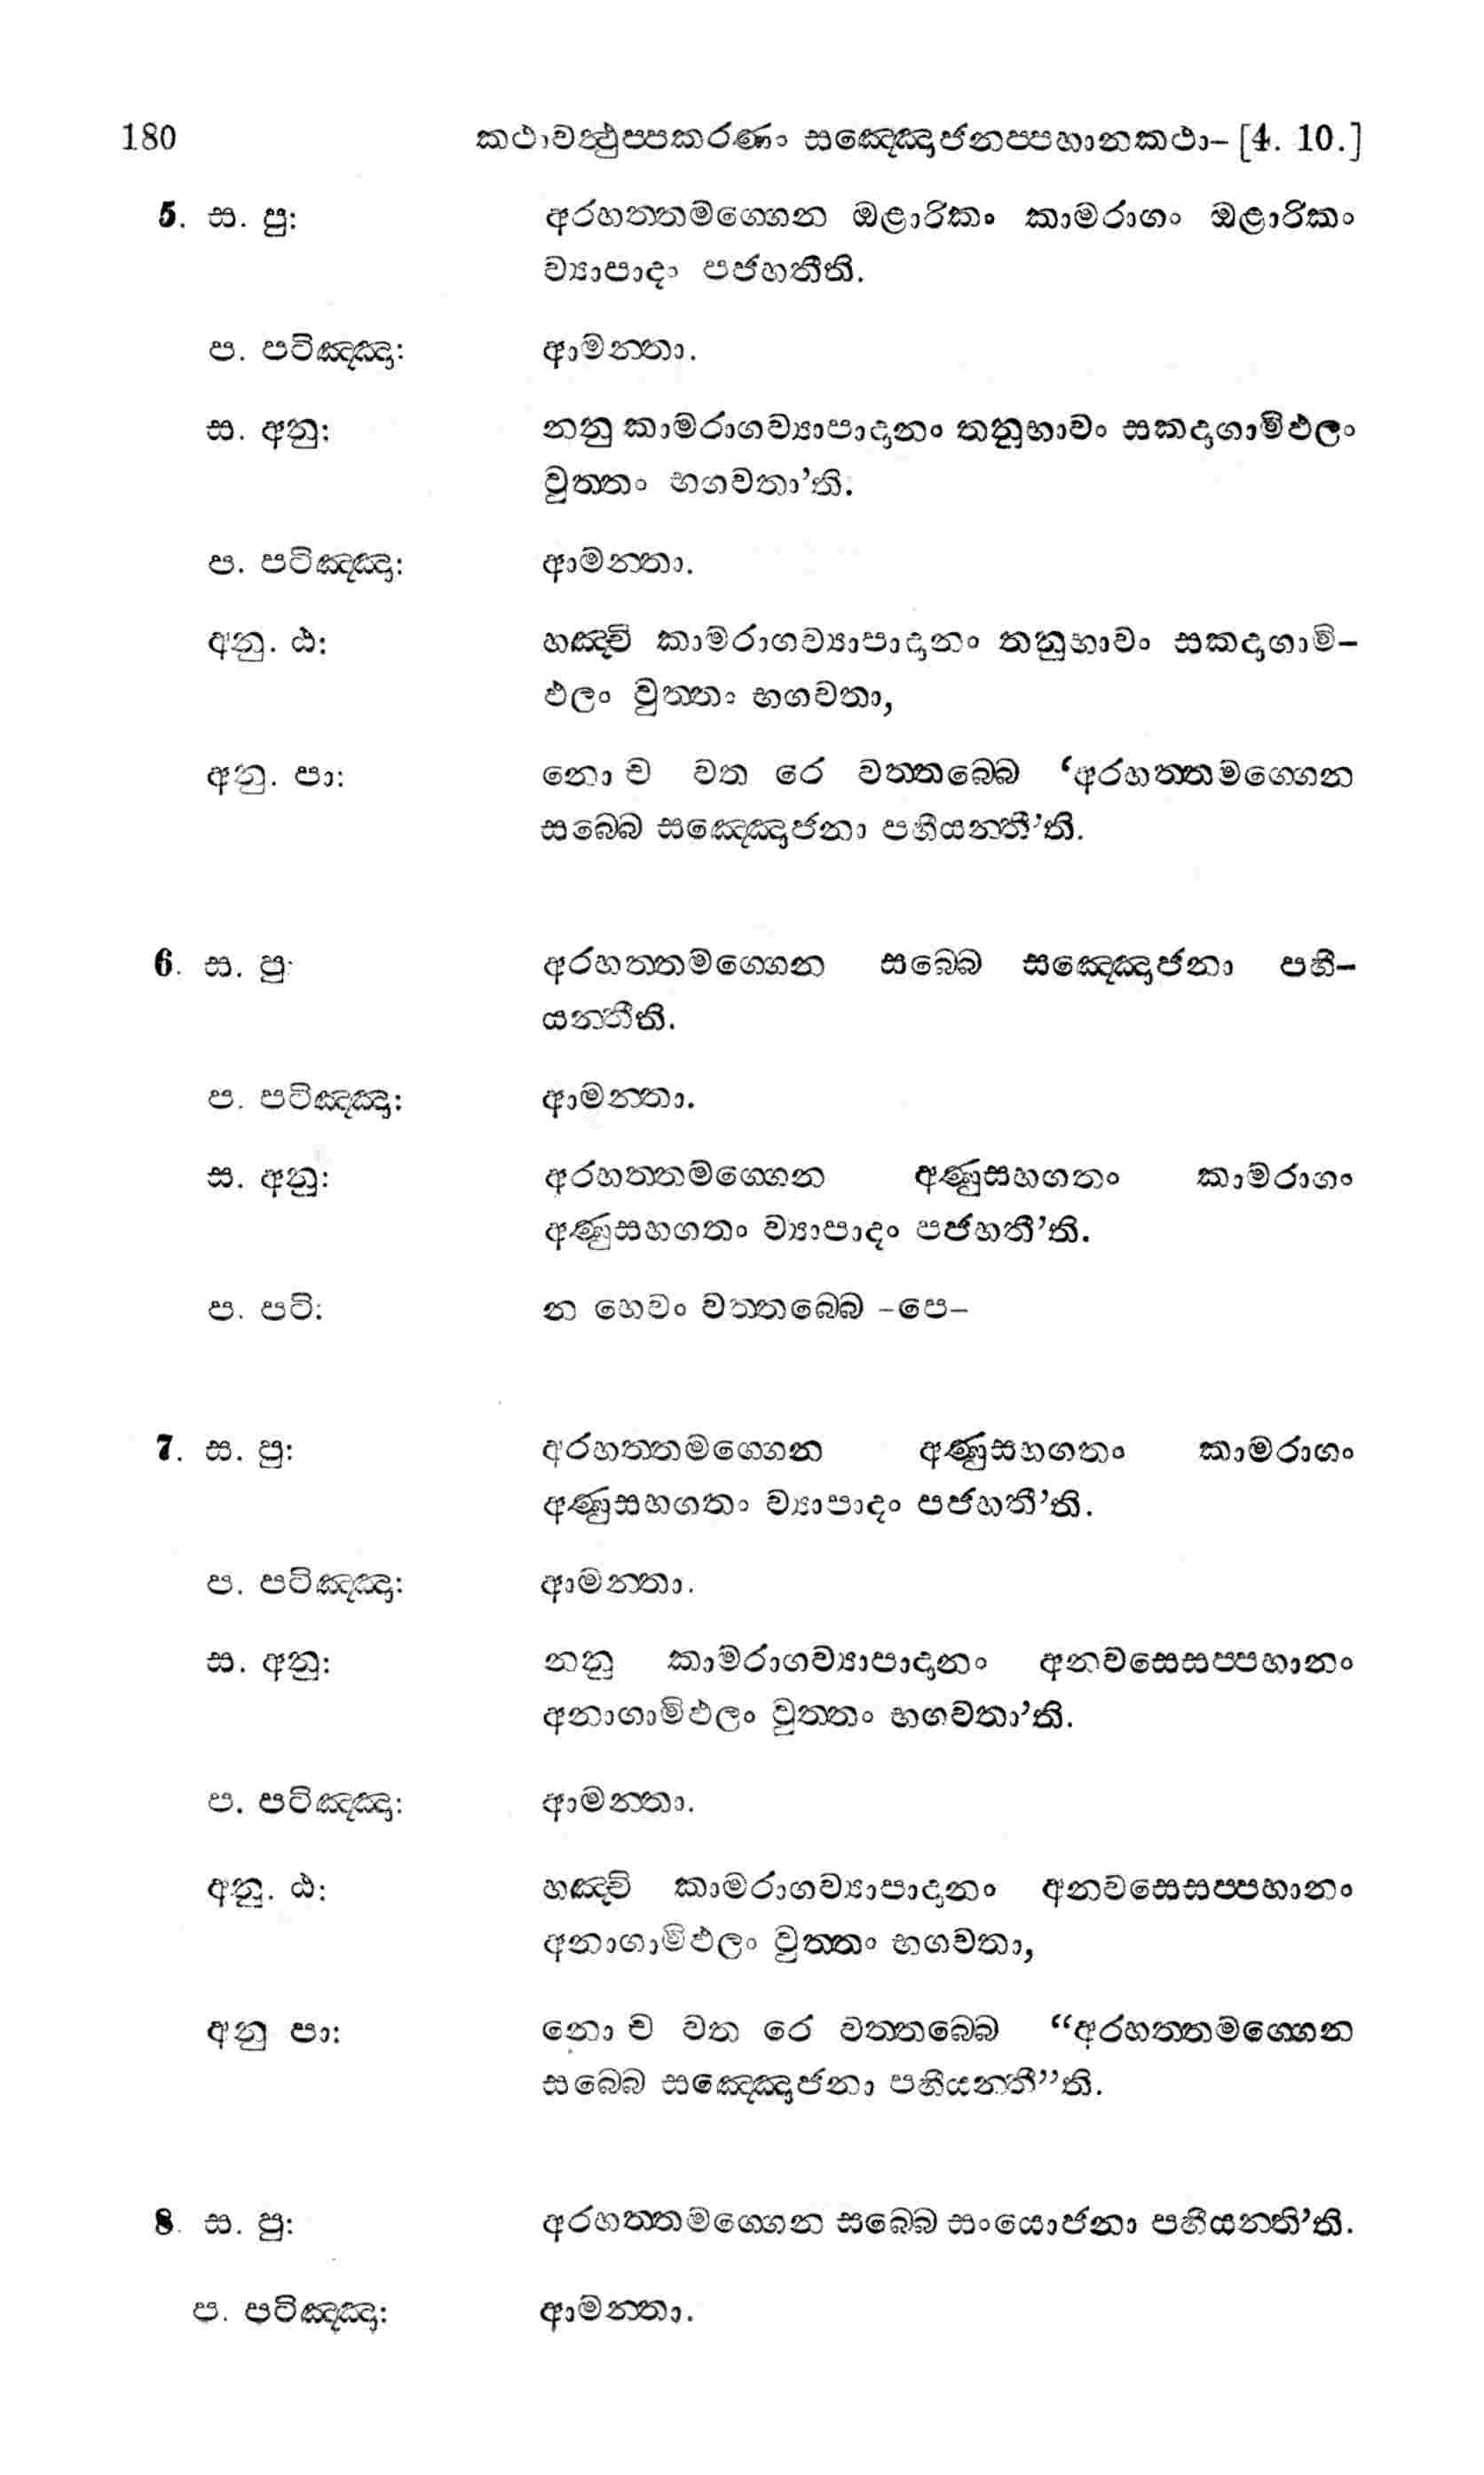 180 කථාවත්‍ථුප‍්පකරණං සඤ‍්ඤොජනප‍්පහානකථා- [4. 10.]
5. ස. පු: අරහත‍්තමග‍්ගෙන ඔළාරිකං කාමරාගං ඔළාරිකං
ව්‍යාපාදං පජහතීති.
ප. පටිඤ‍්ඤා: ආමන‍්තා.
ස. අනු: නනු කාමරාගව්‍යාපාදානං තනුභාවං සකදාගාමිඵලං
වුත‍්තං භගවතා’ති.
ප. පටිඤ‍්ඤා: ආමන‍්තා.
අනු. ඨ: හඤ‍්චි කාමරාගව්‍යාපාදානං තනුභාවං සකදාගාමි-
ඵලං වුත‍්තං භගවතා,
අනු. පා: නො ච වත රෙ වත‍්තබ‍්බෙ ‘අරහත‍්තමග‍්ගෙන
සබ‍්බෙ සඤ‍්ඤොජනා පහීයන‍්තී’ති.
6. ස. පු: අරහත‍්තමග‍්ගෙන සබ‍්බෙ සඤ‍්ඤොජනා පහී-
යන‍්තීති.
ප. පටිඤ‍්ඤා: ආමන‍්තා.
ස. අනු: අරහත‍්තමග‍්ගෙන අණුසහගතං කාමරාගං
අණුසහගතං ව්‍යාපාදං පජහතී’ති.
ප. පටි: න හෙවං වත‍්තබ‍්බෙ -පෙ-
7. ස. පු: අරහත‍්තමග‍්ගෙන අණුසහගතං කාමරාගං
අණුසහගතං ව්‍යාපාදං පජහතී’ති.
ප. පටිඤ‍්ඤා: ආමන‍්තා.
ස. අනු: නනු කාමරාගව්‍යාපාදානං අනවසෙසප‍්පහානං
අනාගාමිඵලං වුත‍්තං භගවතා’ති.
ප. පටිඤ‍්ඤා: ආමන‍්තා.
අනු. ඨ: හඤ‍්චි කාමරාගව්‍යාපාදානං අනවසෙසප‍්පහානං
අනාගාමිඵලං වුත‍්තං භගවතා,
අනු පා: නො ච වත රෙ වත‍්තබ‍්බෙ “අරහත‍්තමග‍්ගෙන
සබ‍්බෙ සඤ‍්ඤොජනා පහීයන‍්තී”ති.
8. ස. පු: අරහත‍්තමග‍්ගෙන සබ‍්බෙ සංයොජනා පහීයන‍්ති’ති.
ප. පටිඤ‍්ඤා: ආමන‍්තා.